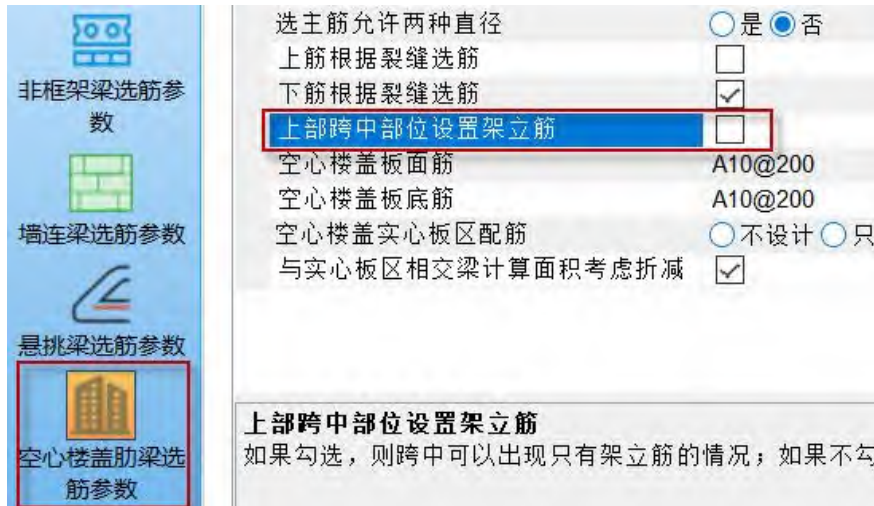 非框架梁选筋参
数
墙连梁选筋参数
悬挑梁选筋参数
空心楼盖肋梁选
筋参数
选主筋允许两种直径 是 否
上筋根据裂缝选筋
下筋根据裂缝选筋
上部跨中部位设置架立筋
空心楼盖板面筋 A10@200
空心楼盖板底筋 A10@200
空心楼盖实心板区配筋 不设计 只
与实心板区相交梁计算面积考虑折减
上部跨中部位设置架立筋
如果勾选，则跨中可以出现只有架立筋的情况；如果不勾